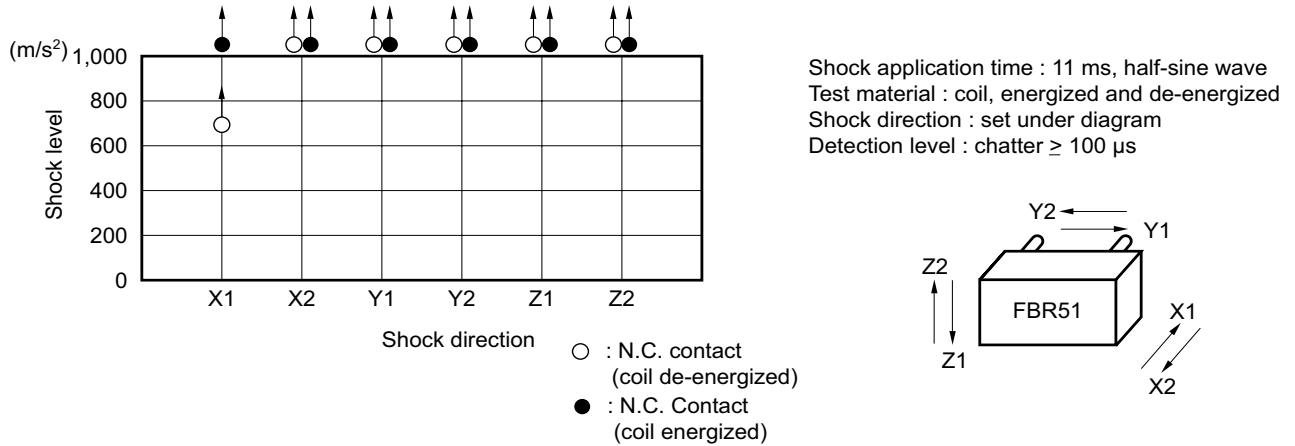 (m/s²)
1,000
800
600
400
200
0
Shock level
X1 X2 Y1 Y2 Z1 Z2
Shock direction
: N.C. contact
(coil de-energized)
: N.C. Contact
(coil energized)
Shock application time : 11 ms, half-sine wave
Test material : coil, energized and de-energized
Shock direction : set under diagram
Detection level : chatter ≥ 100 µs
Y2
Y1
Z2
FBR51
X1
Z1
X2